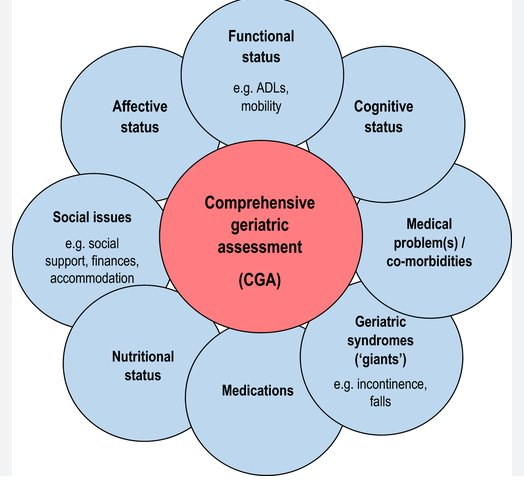 Functional
status
e.g. ADLs,
mobility
Cognitive
status
Medical
problem(s) /
co-morbidities
Geriatric
syndromes
(‘giants’)
e.g. incontinence,
falls
Medications
Nutritional
status
Social issues
e.g. social
support, finances,
accommodation
Affective
status
Comprehensive
geriatric
assessment
(CGA)